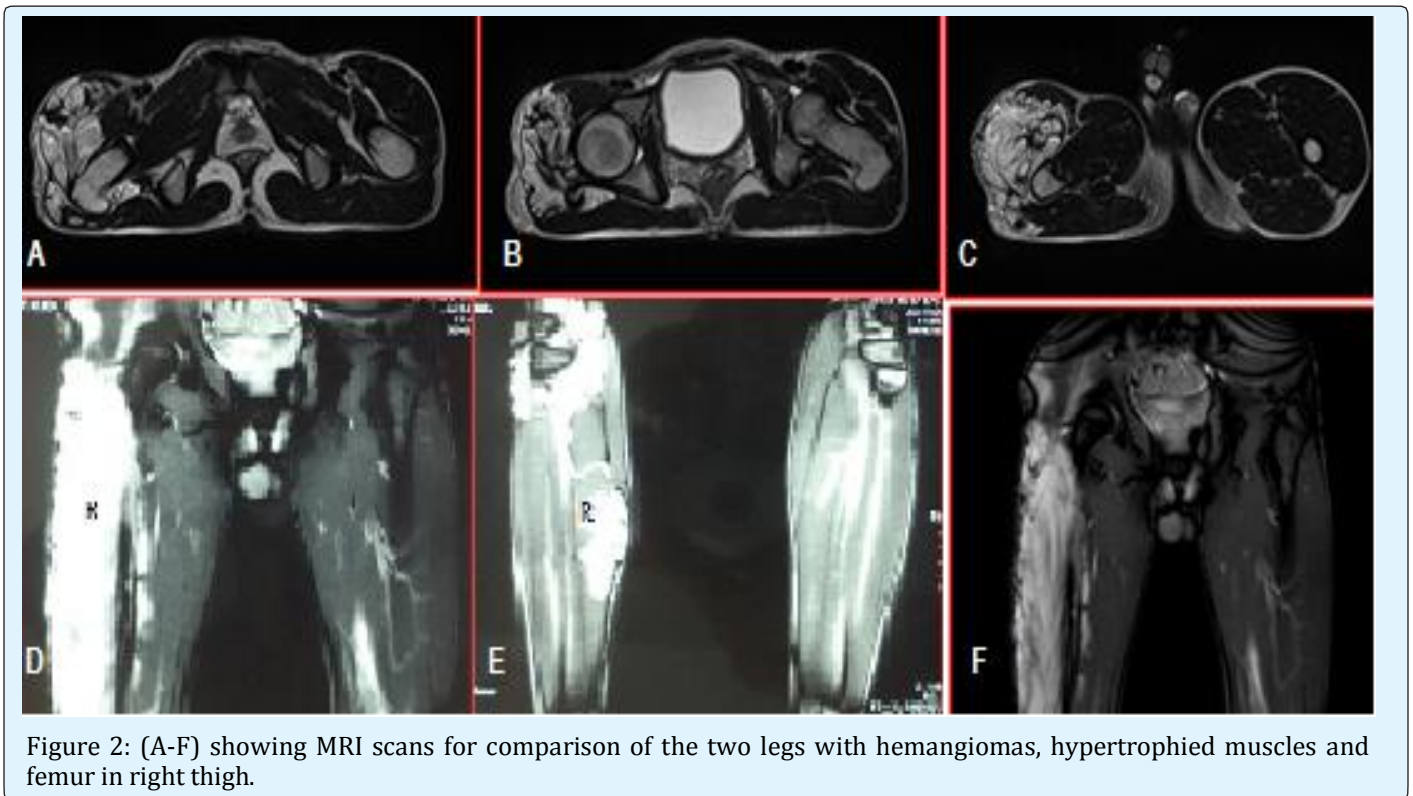 A
B
C
D
R
E
R
F
Figure 2: (A-F) showing MRI scans for comparison of the two legs with hemangiomas, hypertrophied muscles and
femur in right thigh.